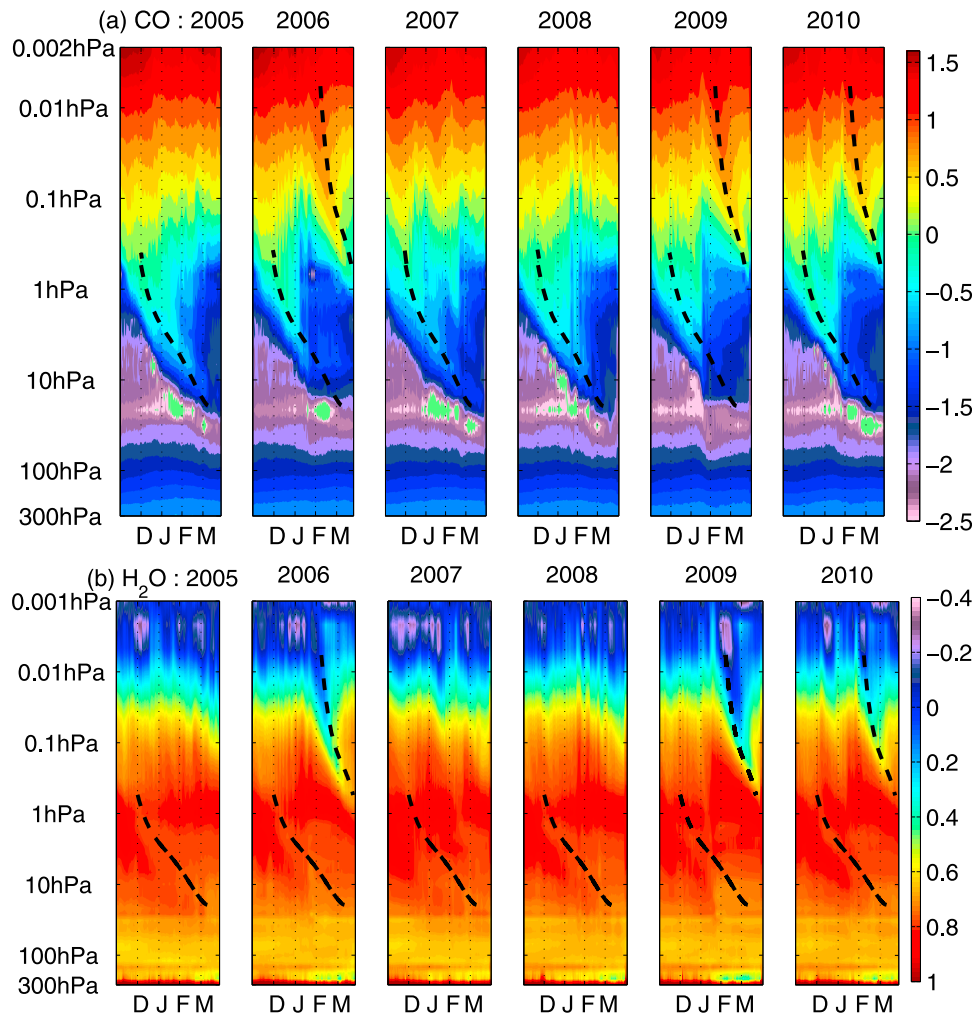 (a) CO : 2005 2006 2007 2008 2009 2010
0.002hPa
0.01hPa
0.1hPa
1hPa
10hPa
100hPa
300hPa
1.5
1
0.5
0
−0.5
−1
−1.5
−2
−2.5
D J F M D J F M D J F M D J F M D J F M D J F M
(b) H₂O : 2005 2006 2007 2008 2009 2010
0.001hPa
0.01hPa
0.1hPa
1hPa
10hPa
100hPa
300hPa
−0.4
−0.2
0
0.2
0.4
0.6
0.8
1
D J F M D J F M D J F M D J F M D J F M D J F M